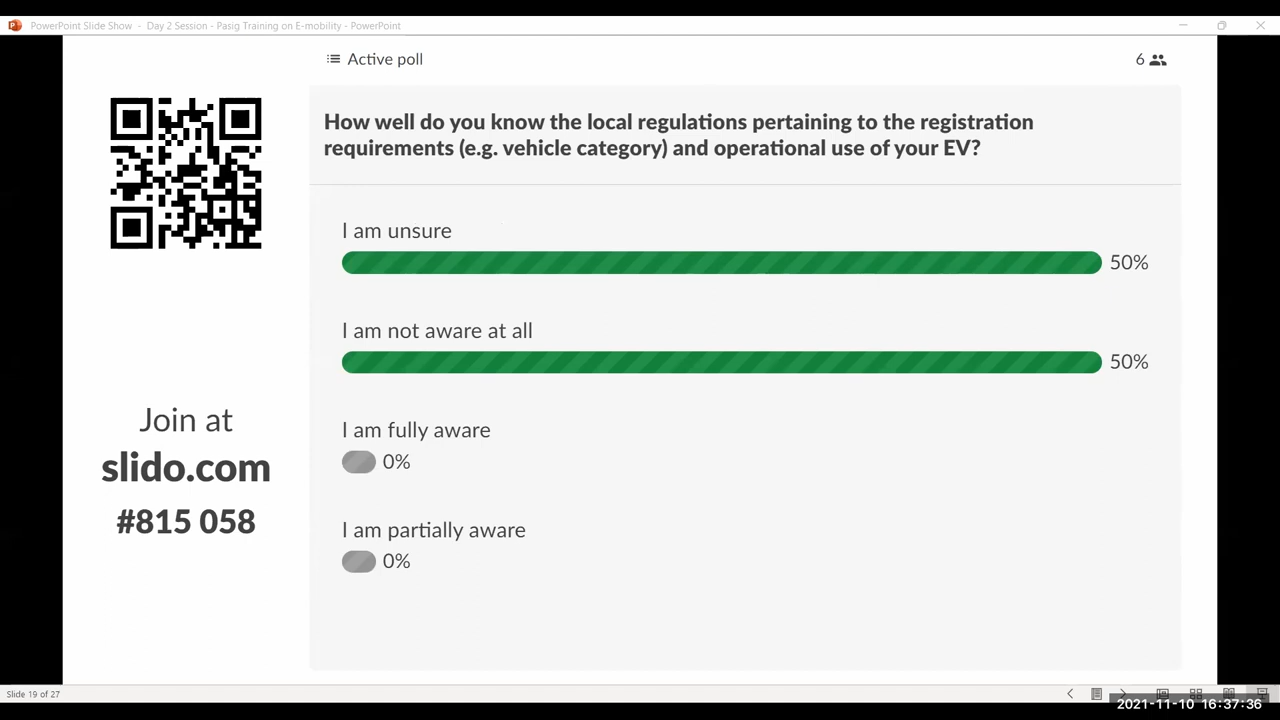 PowerPoint Slide Show - Day 2 Session - Pasig Training on E-mobility - PowerPoint
Active poll
6
How well do you know the local regulations pertaining to the registration
requirements (e.g. vehicle category) and operational use of your EV?
I am unsure
50%
I am not aware at all
50%
I am fully aware
0%
I am partially aware
0%
Join at
slido.com
#815 058
Slide 19 of 27
2021-11-10 16:37:36